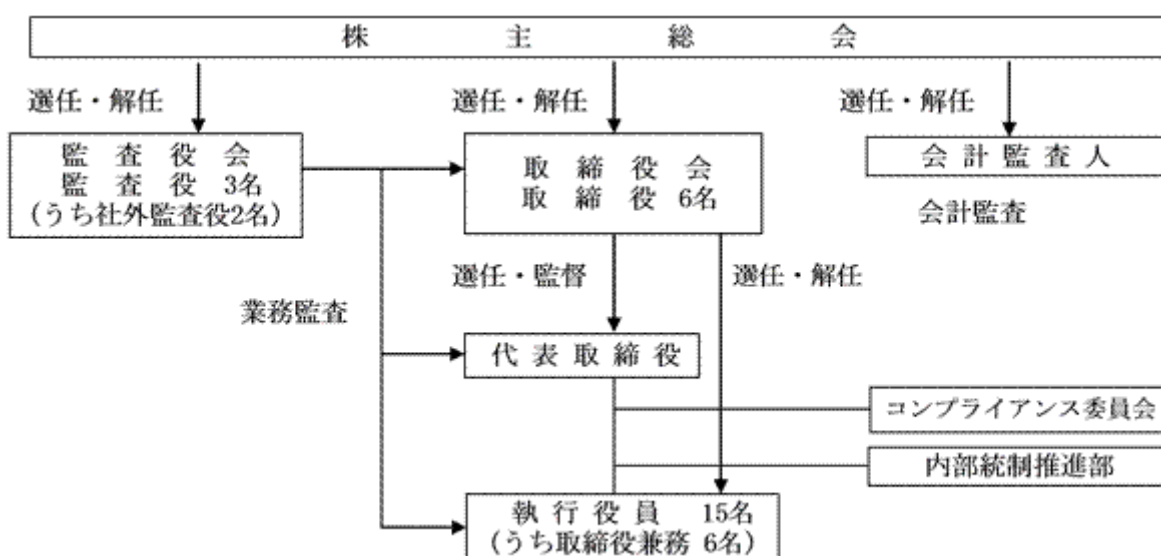 株主総会
選任・解任
選任・解任
選任・解任
監査役会
監査役 3名
(うち社外監査役2名)
取締役会
取締役 6名
会計監査人
会計監査
選任・監督
選任・解任
業務監査
代表取締役
コンプライアンス委員会
内部統制推進部
執行役員 15名
(うち取締役兼務 6名)